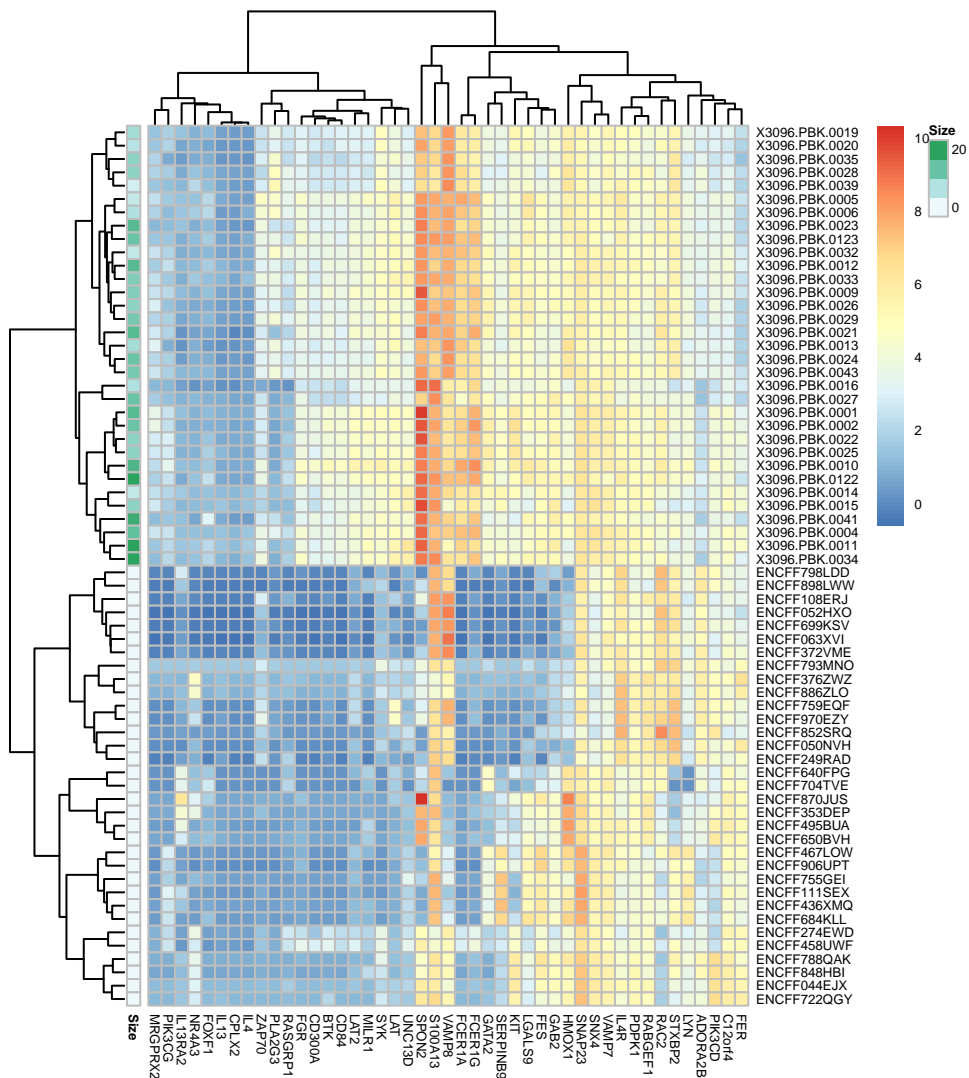 X3096.PBK.0019
X3096.PBK.0020
X3096.PBK.0035
X3096.PBK.0028
X3096.PBK.0039
X3096.PBK.0005
X3096.PBK.0006
X3096.PBK.0023
X3096.PBK.0123
X3096.PBK.0032
X3096.PBK.0012
X3096.PBK.0033
X3096.PBK.0009
X3096.PBK.0026
X3096.PBK.0029
X3096.PBK.0021
X3096.PBK.0013
X3096.PBK.0024
X3096.PBK.0043
X3096.PBK.0016
X3096.PBK.0027
X3096.PBK.0001
X3096.PBK.0002
X3096.PBK.0022
X3096.PBK.0025
X3096.PBK.0010
X3096.PBK.0122
X3096.PBK.0014
X3096.PBK.0015
X3096.PBK.0041
X3096.PBK.0004
X3096.PBK.0011
X3096.PBK.0034
ENCFF798LDD
ENCFF898LWW
ENCFF108ERJ
ENCFF052HXO
ENCFF699KSV
ENCFF063XVI
ENCFF372VME
ENCFF793MNO
ENCFF376ZWZ
ENCFF886ZLO
ENCFF759EQF
ENCFF970EZY
ENCFF852SRQ
ENCFF050NVH
ENCFF249RAD
ENCFF640FPG
ENCFF704TVE
ENCFF870JUS
ENCFF353DEP
ENCFF495BUA
ENCFF650BVH
ENCFF467LOW
ENCFF906UPT
ENCFF755GEI
ENCFF111SEX
ENCFF436XMQ
ENCFF684KLL
ENCFF274EWD
ENCFF458UWF
ENCFF788QAK
ENCFF848HBI
ENCFF044EJX
ENCFF722QGY
10
8
6
4
2
0
Size
20
0
Size
MRGPRX2
PIK3CG
IL13RA2
NR4A3
FOXF1
IL13
CPLX2
IL4
ZAP70
PLA2G3
RASGRP1
FGR
CD300A
BTK
CD84
LAT2
MILR1
SYK
LAT
UNC13D
SPON2
S100A13
VAMP8
FCER1A
FCER1G
GATA2
SERPINB9
KIT
LGALS9
FES
GAB2
HMOX1
SNAP23
SNX4
VAMP7
IL4R
PDPK1
RABGEF1
RAC2
STXBP2
LYN
ADORA2B
PIK3CD
C12orf4
FER